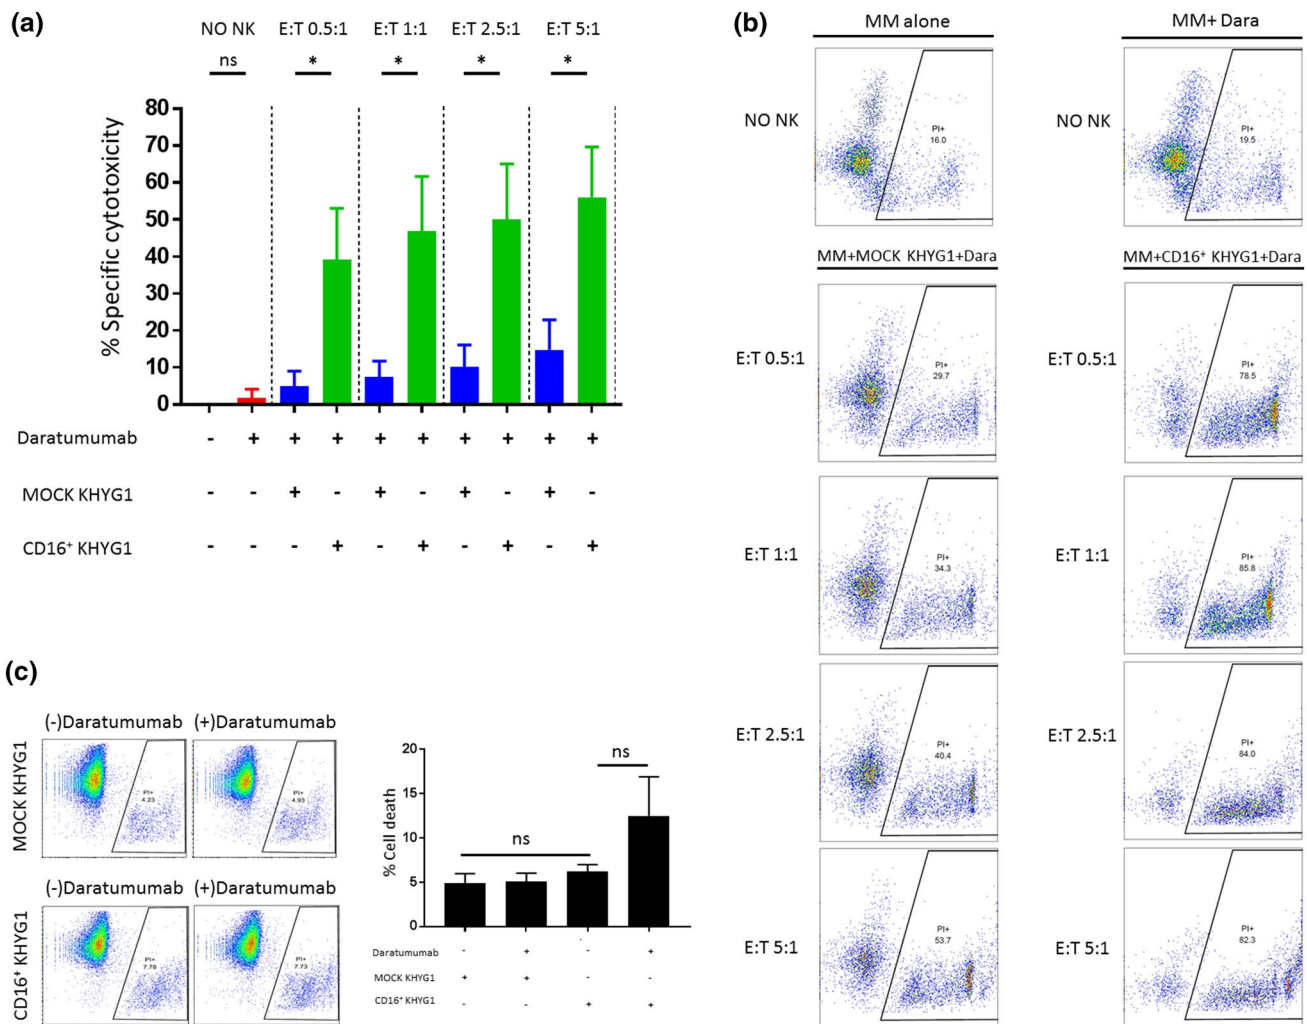 (a)
NO NK E:T 0.5:1 E:T 1:1 E:T 2.5:1 E:T 5:1
ns * * * *
% Specific cytotoxicity
80
70
60
50
40
30
20
10
0
Daratumumab - + + + + + + + + +
MOCK KHYG1 - - + - + - + - + -
CD16⁺ KHYG1 - - - + - + - + - +
(b)
MM alone MM+ Dara
NO NK PI+ 16.0 NO NK PI+ 19.5
MM+MOCK KHYG1+Dara MM+CD16⁺ KHYG1+Dara
E:T 0.5:1 PI+ 29.7 E:T 0.5:1 PI+ 78.5
E:T 1:1 PI+ 34.3 E:T 1:1 PI+ 85.8
E:T 2.5:1 PI+ 40.4 E:T 2.5:1 PI+ 84.0
E:T 5:1 PI+ 53.7 E:T 5:1 PI+ 82.3
(c)
(-)Daratumumab (+)Daratumumab
MOCK KHYG1 PI+ 4.23 PI+ 4.93
(-)Daratumumab (+)Daratumumab
CD16⁺ KHYG1 PI+ 7.78 PI+ 7.73
% Cell death
20
15
10
5
0
ns
ns
Daratumumab - + - +
MOCK KHYG1 + + - -
CD16⁺ KHYG1 - - + +